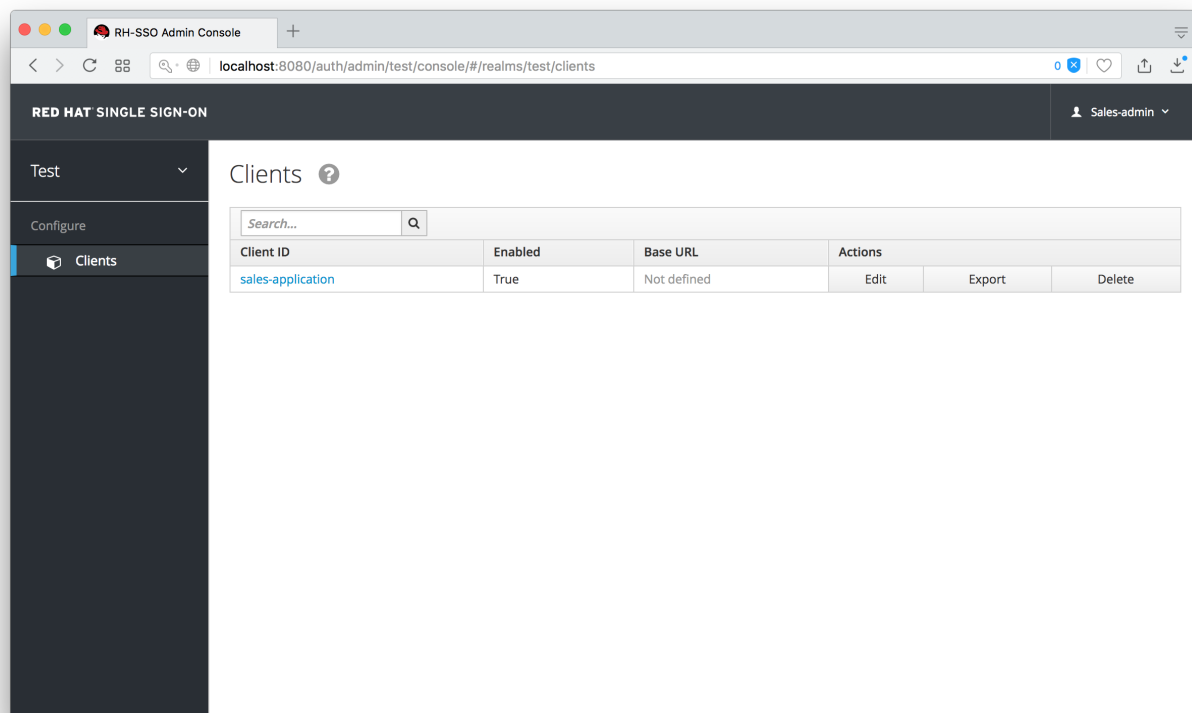 RH-SSO Admin Console
localhost:8080/auth/admin/test/console/#/realms/test/clients 0
RED HAT® SINGLE SIGN-ON Sales-admin
Test
Clients ?
Configure
Clients
Search...
Client ID Enabled Base URL Actions
sales-application True Not defined Edit Export Delete